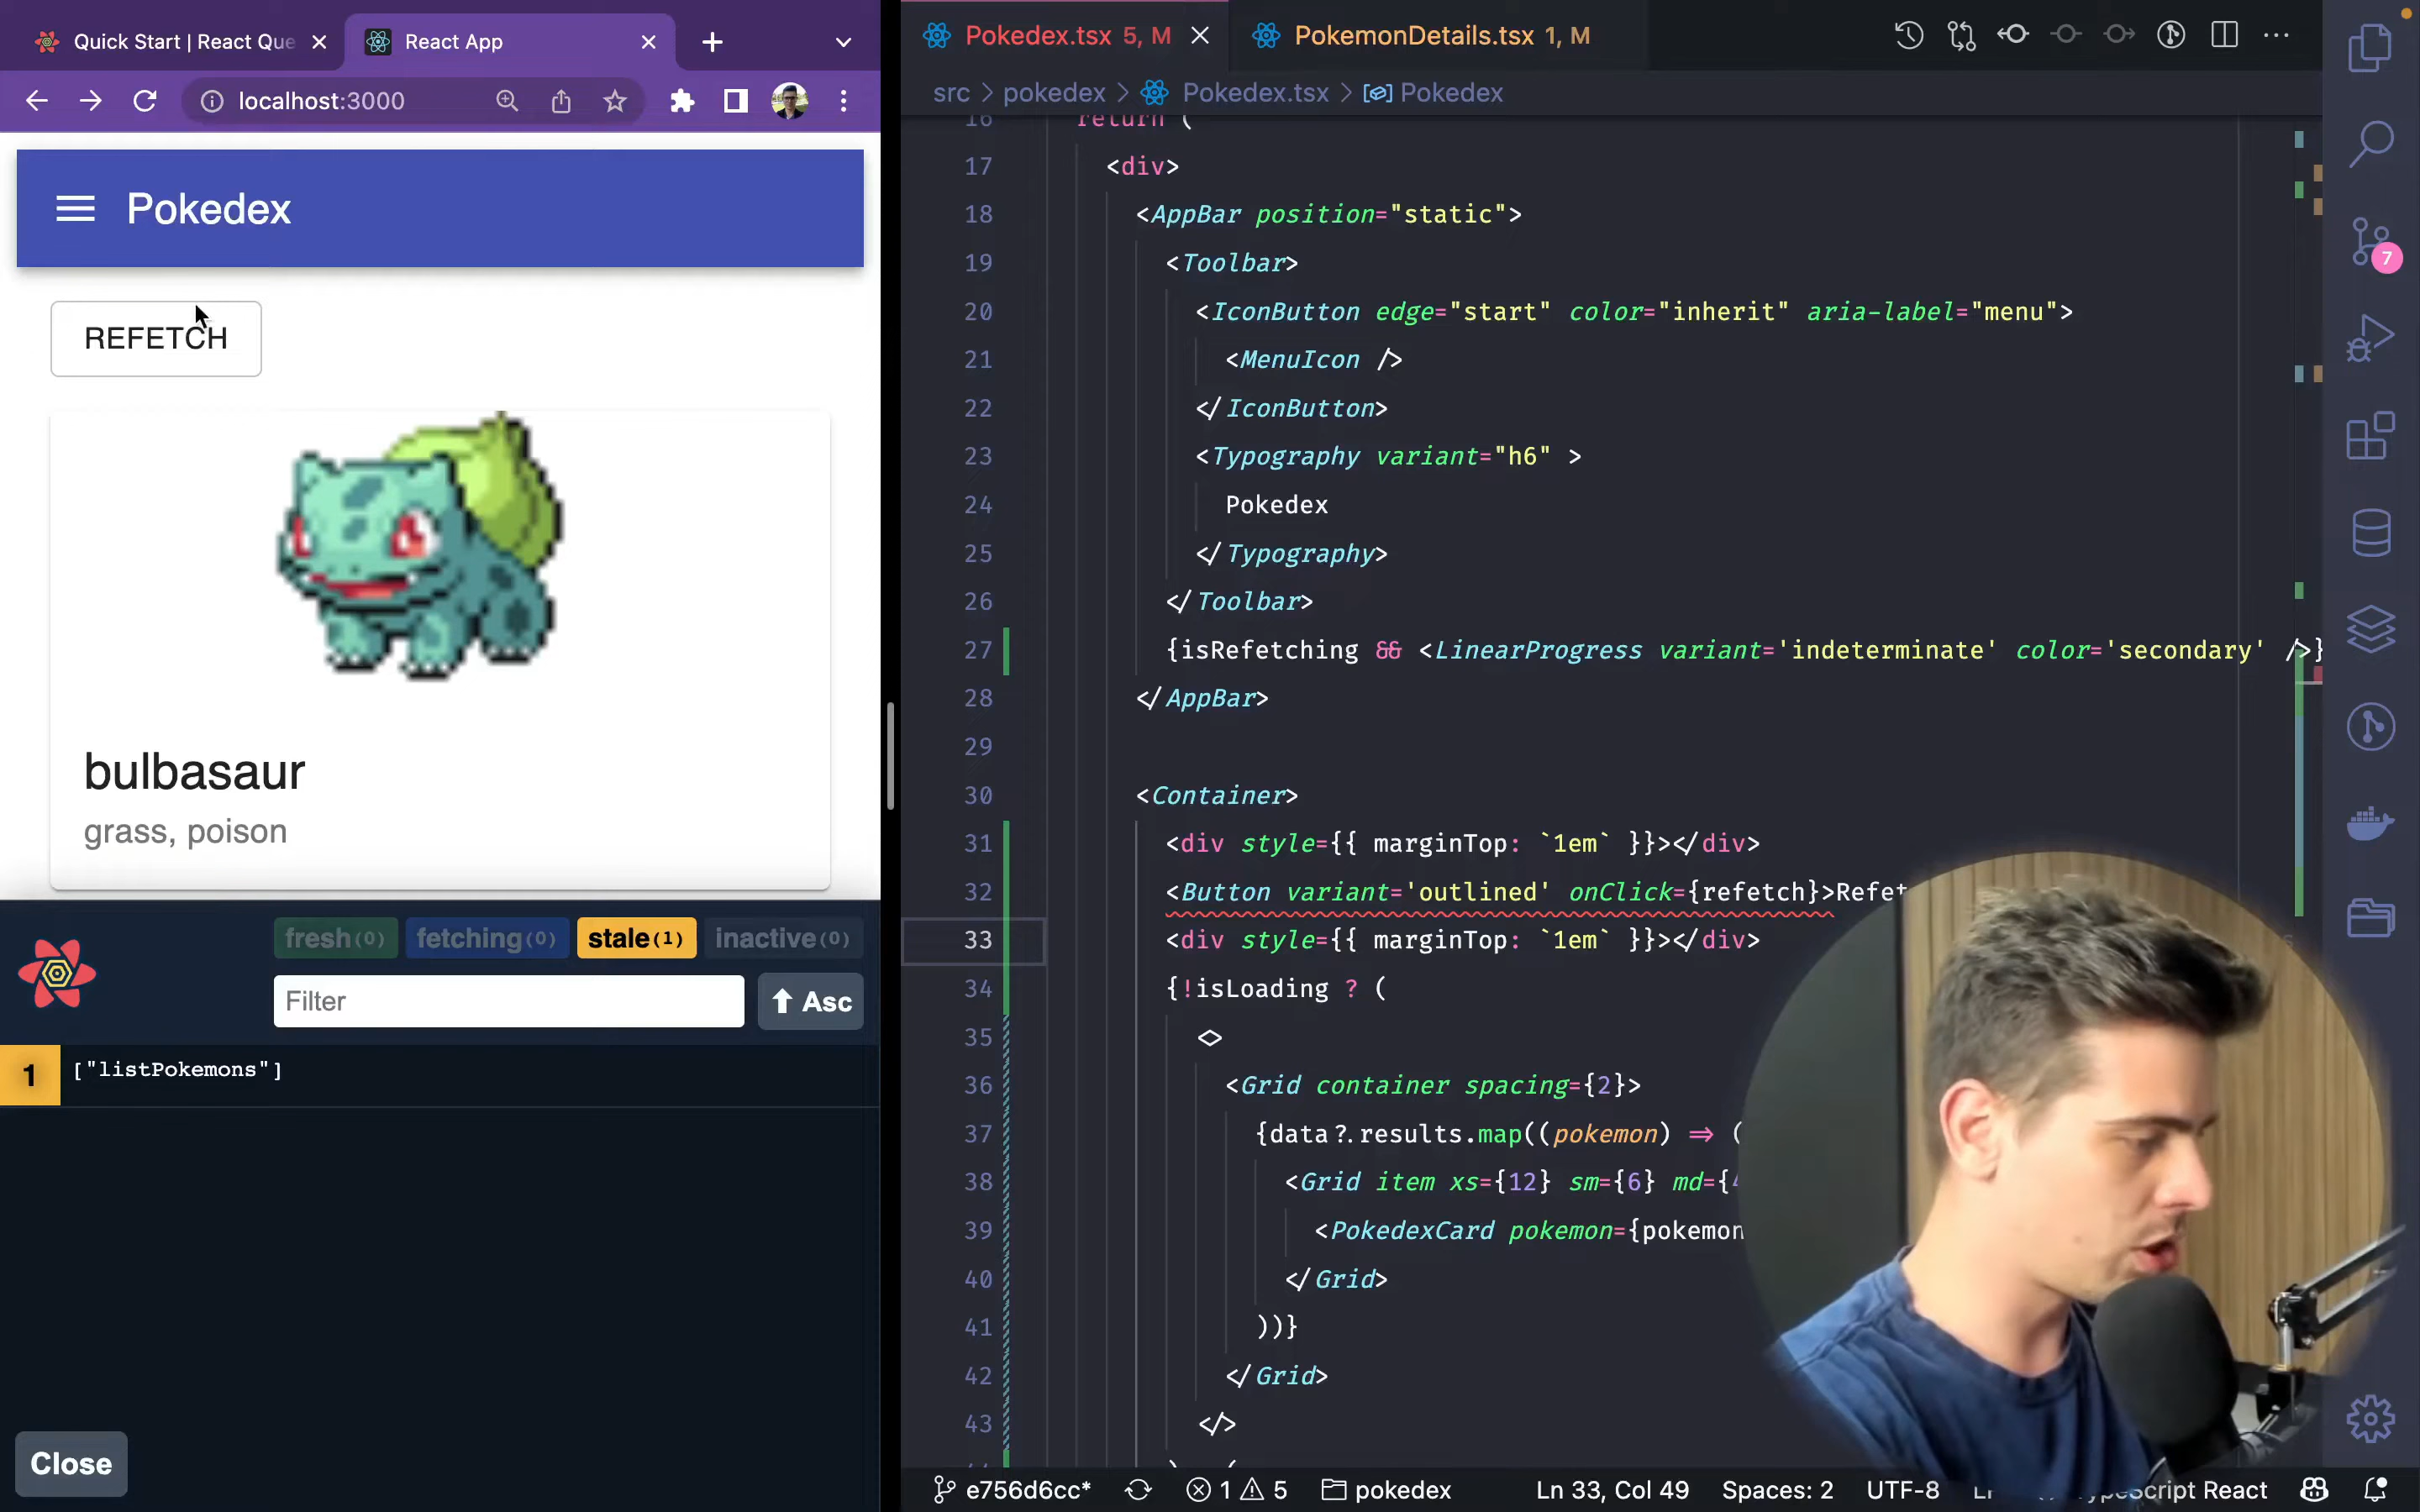 Quick Start | React Que
React App
localhost:3000
Pokedex
REFETCH
bulbasaur
grass, poison
fresh(0)
fetching(0)
stale(1)
inactive(0)
Filter
Asc
1
["listPokemons"]
Close
Pokedex.tsx 5, M
PokemonDetails.tsx 1, M
src > pokedex > Pokedex.tsx > Pokedex
16 return (
17 <div>
18 <AppBar position="static">
19 <Toolbar>
20 <IconButton edge="start" color="inherit" aria-label="menu">
21 <MenuIcon />
22 </IconButton>
23 <Typography variant="h6" >
24 Pokedex
25 </Typography>
26 </Toolbar>
27 {isRefetching && <LinearProgress variant='indeterminate' color='secondary' />}
28 </AppBar>
29
30 <Container>
31 <div style={{ marginTop: `1em` }}></div>
32 <Button variant='outlined' onClick={refetch}>Refet
33 <div style={{ marginTop: `1em` }}></div>
34 {!isLoading ? (
35 <>
36 <Grid container spacing={2}>
37 {data?.results.map((pokemon) => (
38 <Grid item xs={12} sm={6} md={
39 <PokedexCard pokemon={pokemon
40 </Grid>
41 ))}
42 </Grid>
43 </>
7
e756d6cc*
1
5
pokedex
Ln 33, Col 49
Spaces: 2
UTF-8
TypeScript React